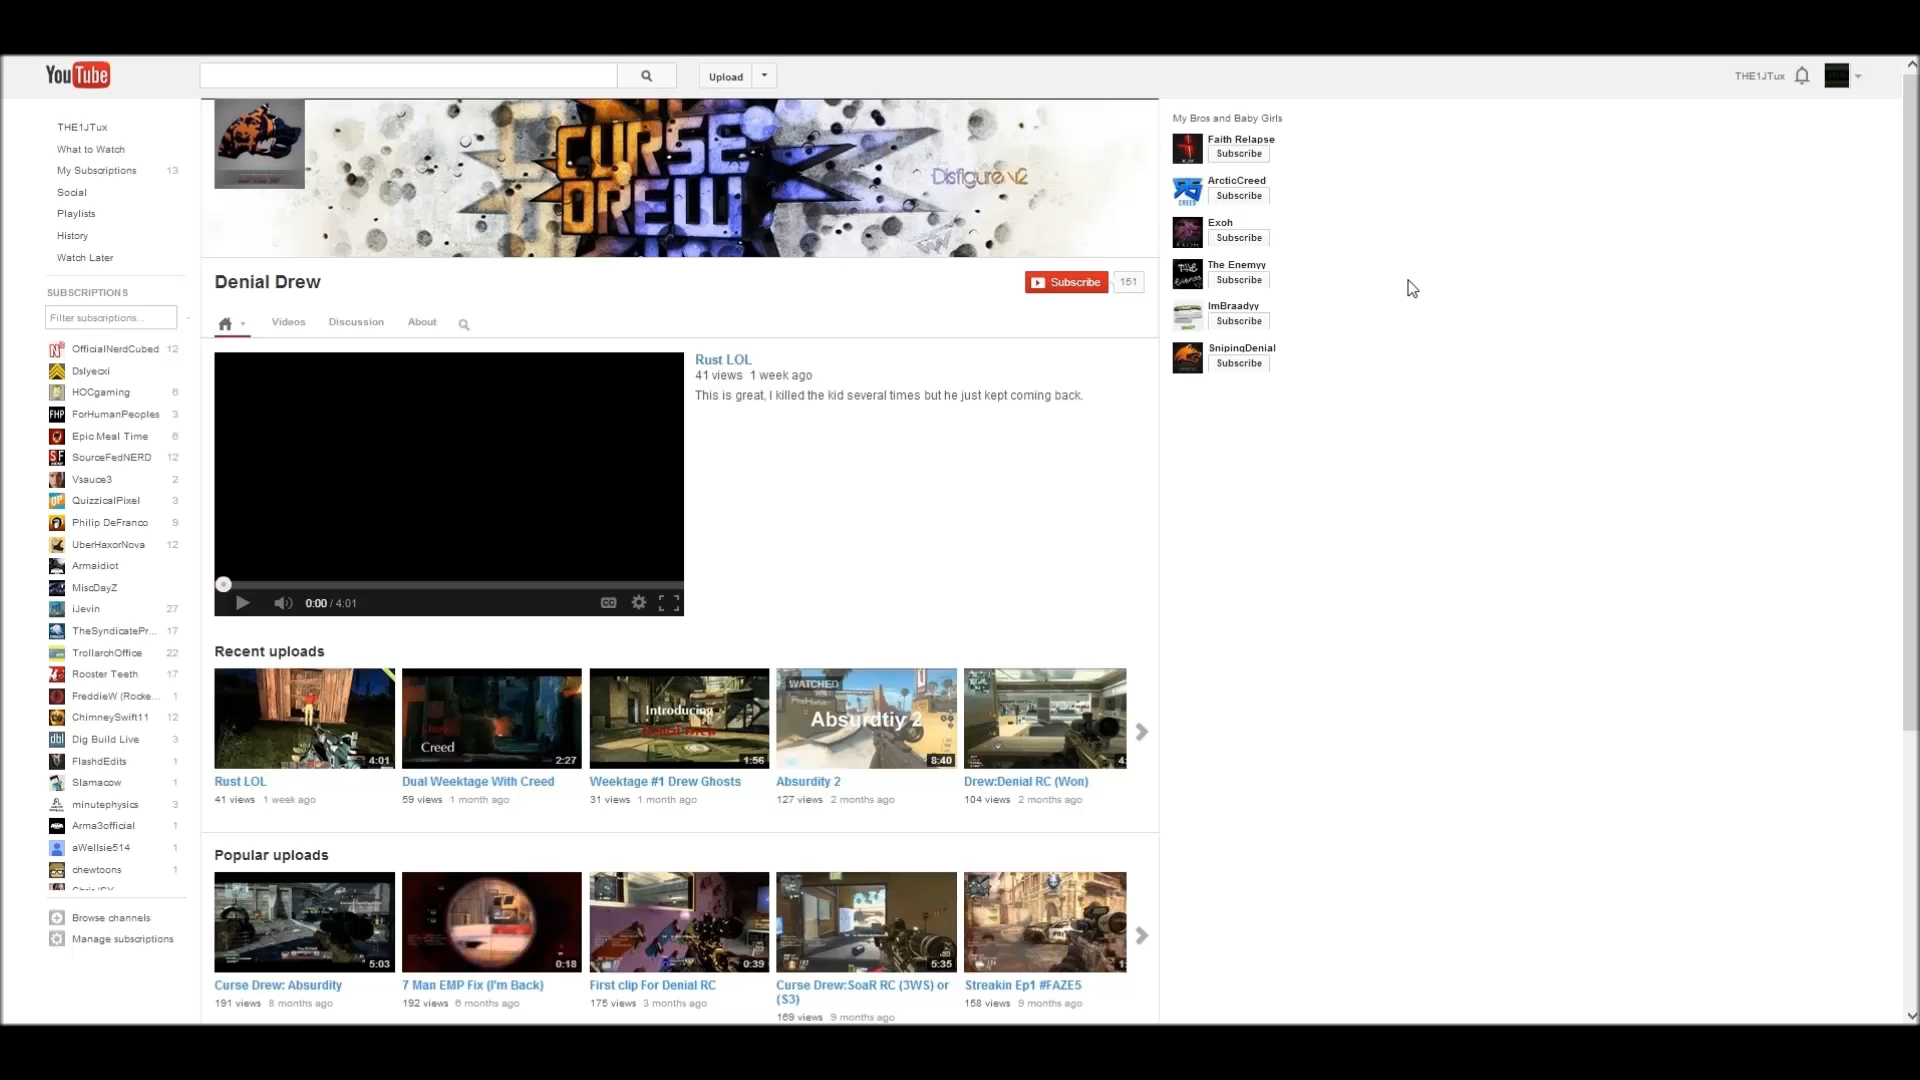 YouTube
Upload
THE1JTux
THE1JTux
What to Watch
My Subscriptions 13
Social
Playlists
History
Watch Later
SUBSCRIPTIONS
Filter subscriptions...
OfficialNerdCubed 12
Dslyecxi
HOCgaming 6
FHP ForHumanPeoples 3
Epic Meal Time 6
SF SourceFedNERD 12
Vsauce3 2
QuizzicalPixel 3
Philip DeFranco 9
UberHaxorNova 12
Armaidiot
MiscDayZ
iJevin 27
TheSyndicatePr... 17
TrollarchOffice 22
Rooster Teeth 17
FreddieW (Rocke... 1
ChimneySwift11 12
dbl Dig Build Live 3
FlashdEdits 1
Slamacow 1
minutephysics 3
Arma3official 1
aWellsie514 1
chewtoons 1
Browse channels
Manage subscriptions
CURSE
DREW
Disfigure v2
Denial Drew
Subscribe 151
Videos Discussion About
0:00 / 4:01
CC
Rust LOL
41 views 1 week ago
This is great, I killed the kid several times but he just kept coming back.
Recent uploads
4:01
Rust LOL
41 views 1 week ago
Creed
2:27
Dual Weektage With Creed
59 views 1 month ago
Introducing
Denial Drew
1:56
Weektage #1 Drew Ghosts
31 views 1 month ago
WATCHED
Absurdtiy 2
8:40
Absurdity 2
127 views 2 months ago
4:
Drew:Denial RC (Won)
104 views 2 months ago
Popular uploads
5:03
Curse Drew: Absurdity
191 views 8 months ago
0:18
7 Man EMP Fix (I'm Back)
192 views 6 months ago
0:39
First clip For Denial RC
175 views 3 months ago
5:35
Curse Drew:SoaR RC (3WS) or
(S3)
169 views 9 months ago
1:
Streakin Ep1 #FAZE5
158 views 9 months ago
My Bros and Baby Girls
Faith Relapse
Subscribe
ArcticCreed
Subscribe
Exoh
Subscribe
The Enemyy
Subscribe
ImBraadyy
Subscribe
SnipingDenial
Subscribe